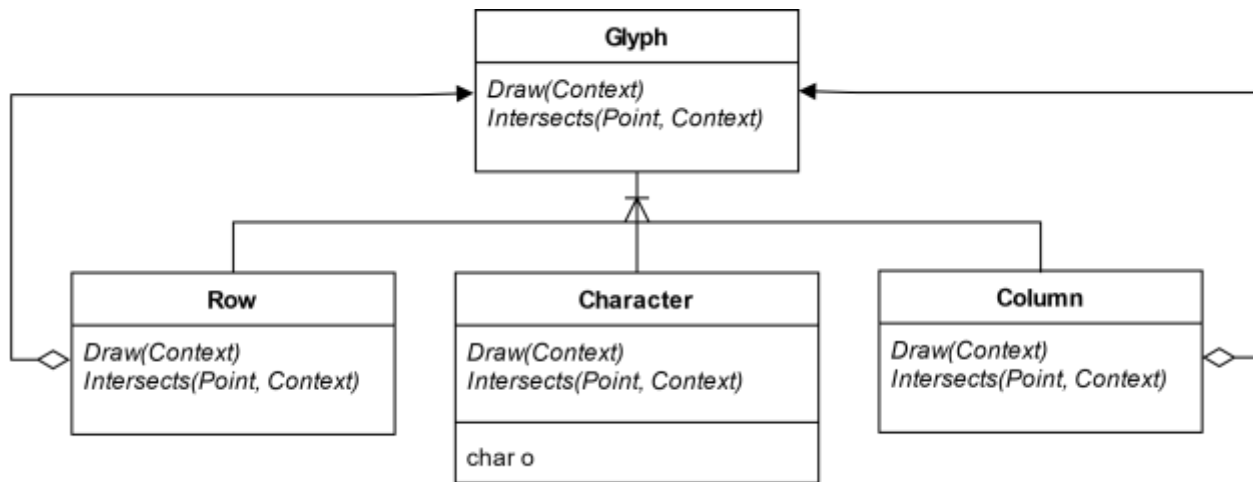 Glyph
Draw(Context)
Intersects(Point, Context)
Row
Draw(Context)
Intersects(Point, Context)
Character
Draw(Context)
Intersects(Point, Context)
char o
Column
Draw(Context)
Intersects(Point, Context)